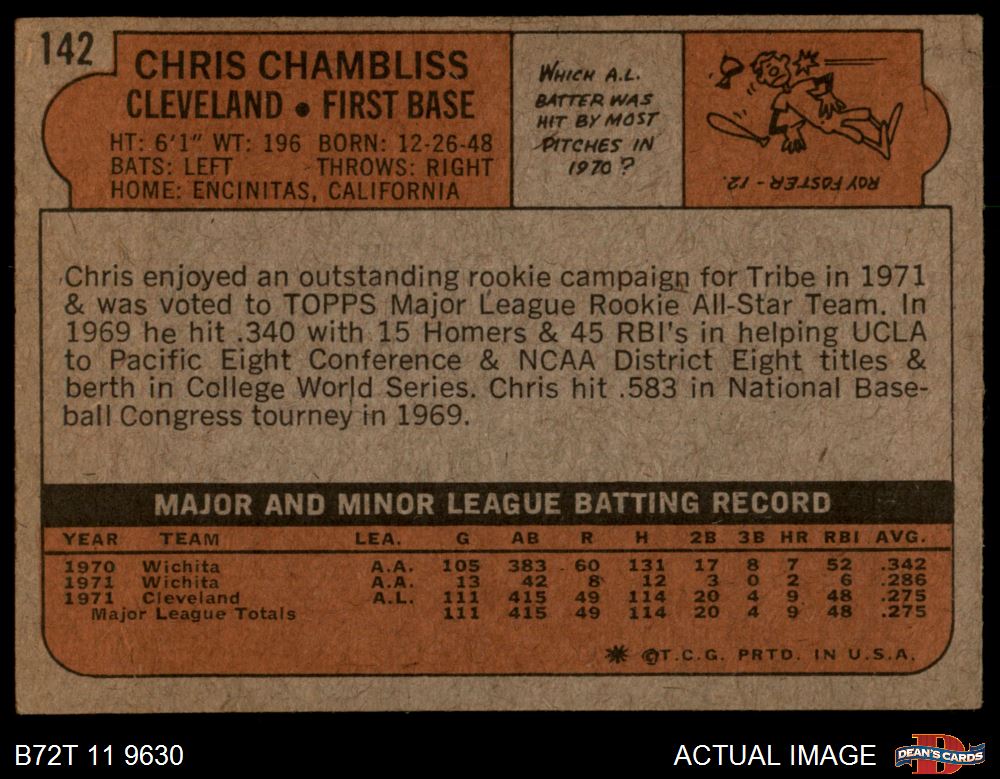 142
CHRIS CHAMBLISS
CLEVELAND • FIRST BASE
HT: 6'1" WT: 196 BORN: 12-26-48
BATS: LEFT THROWS: RIGHT
HOME: ENCINITAS, CALIFORNIA
WHICH A.L.
BATTER WAS
HIT BY MOST
PITCHES IN
1970?
ROY FOSTER - 12.
Chris enjoyed an outstanding rookie campaign for Tribe in 1971
& was voted to TOPPS Major League Rookie All-Star Team. In
1969 he hit .340 with 15 Homers & 45 RBI's in helping UCLA
to Pacific Eight Conference & NCAA District Eight titles &
berth in College World Series. Chris hit .583 in National Base-
ball Congress tourney in 1969.
MAJOR AND MINOR LEAGUE BATTING RECORD
YEAR TEAM LEA. G AB R H 2B 3B HR RBI AVG.
1970 Wichita A.A. 105 383 60 131 17 8 7 52 .342
1971 Wichita A.A. 13 42 8 12 3 0 2 6 .286
1971 Cleveland A.L. 111 415 49 114 20 4 9 48 .275
Major League Totals 111 415 49 114 20 4 9 48 .275
* ©T.C.G. PRTD. IN U.S.A.
B72T 11 9630
ACTUAL IMAGE
DEAN'S CARDS